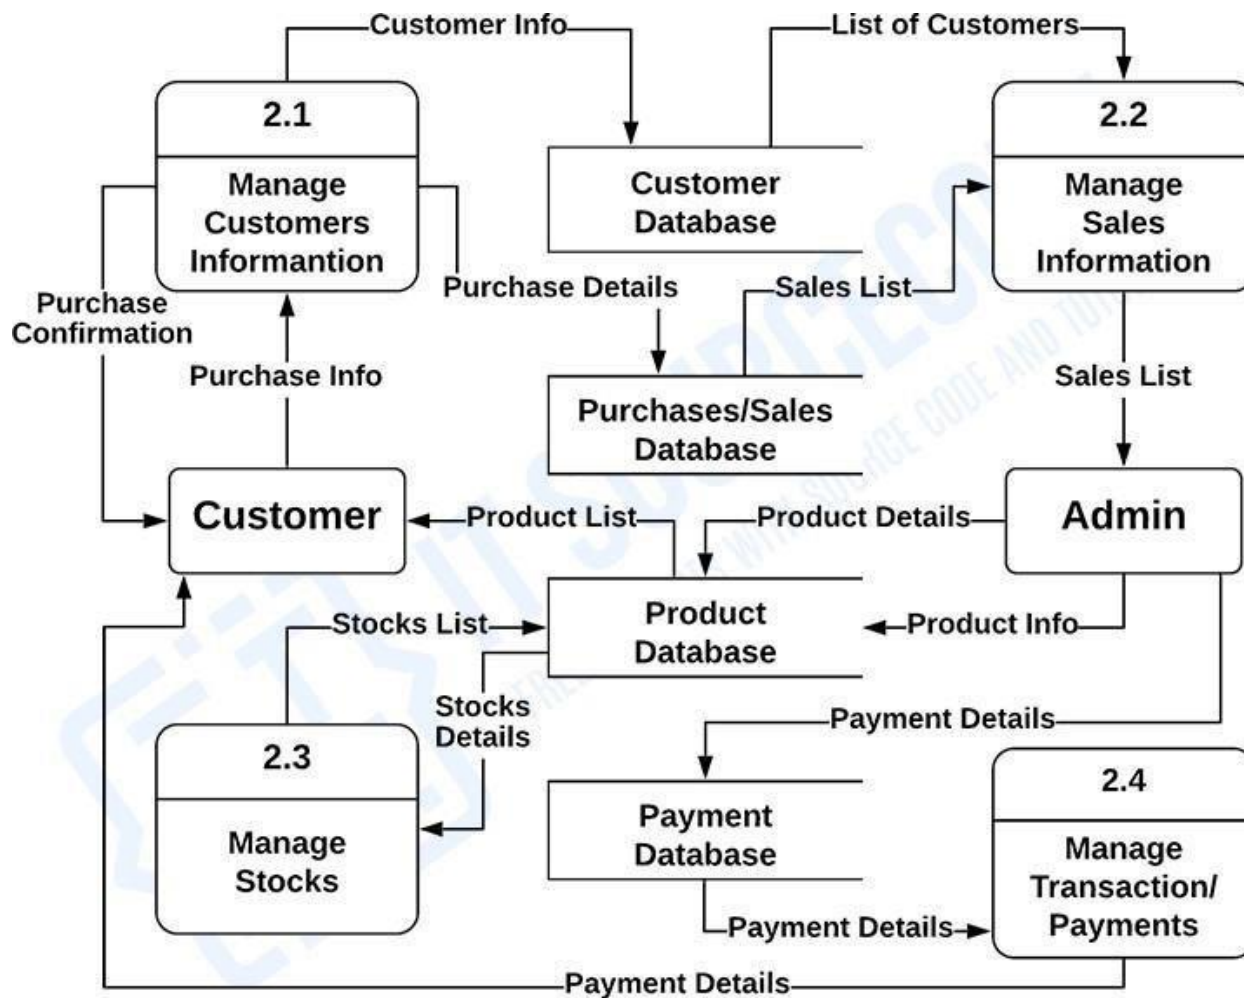 Customer Info
List of Customers
2.1
Manage
Customers
Informantion
Customer
Database
2.2
Manage
Sales
Information
Purchase
Confirmation
Purchase Details
Sales List
Purchase Info
Purchases/Sales
Database
Sales List
Customer
Product List
Product Details
Admin
Stocks List
Product
Database
Product Info
Stocks
Details
Payment Details
2.3
Manage
Stocks
Payment
Database
2.4
Manage
Transaction/
Payments
Payment Details
Payment Details